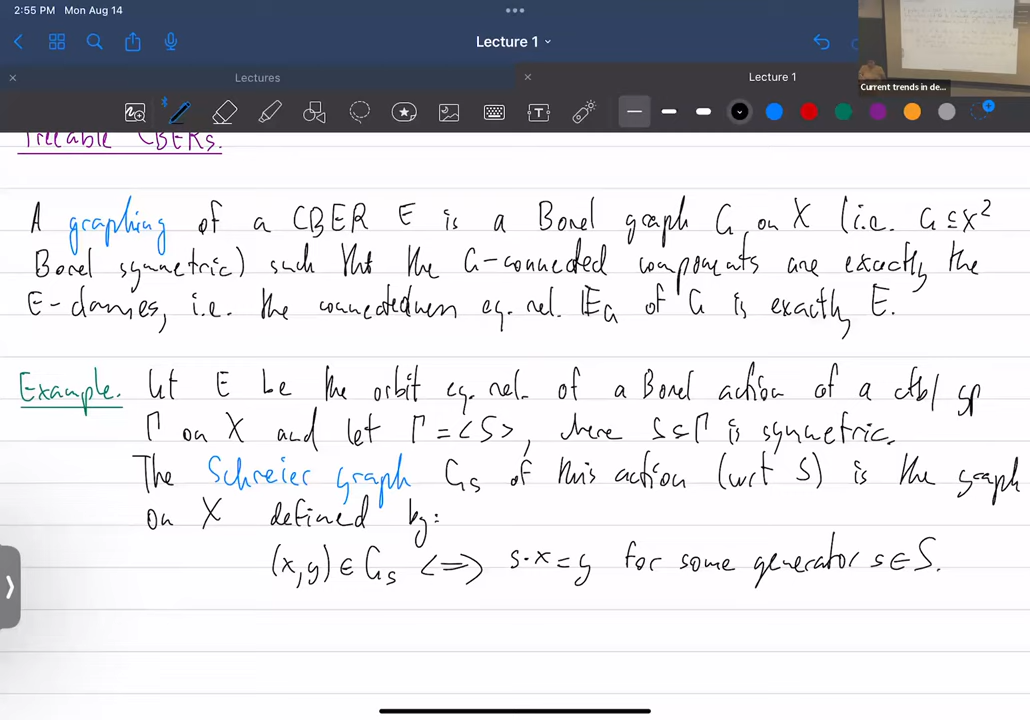 2:55 PM Mon Aug 14
Lecture 1
Lectures
Lecture 1
Current trends in de...
Treeable CBERs.
A graphing of a CBER E is a Borel graph G on X (i.e. G ⊆ X²
Borel symmetric) such tht the G-connected components are exactly the
E-classes, i.e. the connectedness eq. rel. 𝔼_G of G is exactly E.
Example. Let E be the orbit eq. rel. of a Borel action of a ctbl gp
Γ on X and let Γ = <S>, where S ⊆ Γ is symmetric.
The Schreier graph G_S of this action (wrt S) is the graph
on X defined by:
(x,y) ∈ G_S <=> s·x = y for some generator s ∈ S.